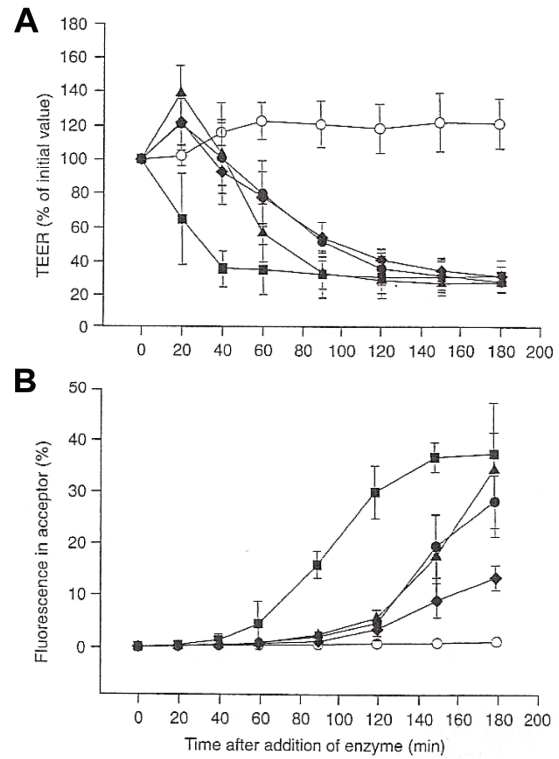 A
180
160
140
120
100
80
60
40
20
0
TEER (% of initial value)
0 20 40 60 80 100 120 140 160 180 200
B
50
40
30
20
10
0
Fluorescence in acceptor (%)
0 20 40 60 80 100 120 140 160 180 200
Time after addition of enzyme (min)